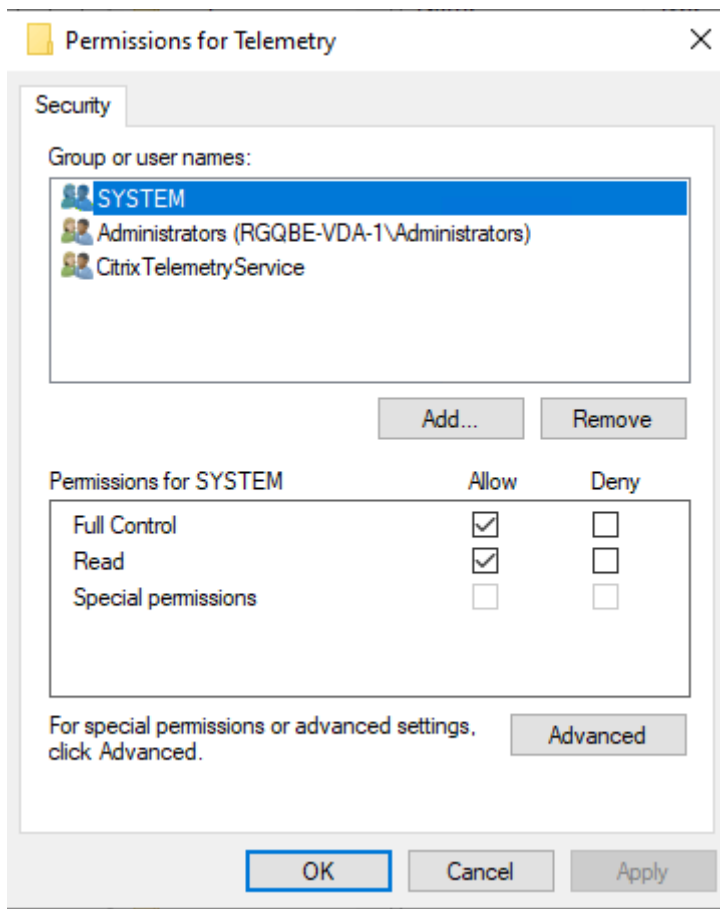 Permissions for Telemetry
Security
Group or user names:
SYSTEM
Administrators (RGQBE-VDA-1\Administrators)
CitrixTelemetryService
Add...
Remove
Permissions for SYSTEM
Allow
Deny
Full Control
Read
Special permissions
For special permissions or advanced settings,
click Advanced.
Advanced
OK
Cancel
Apply